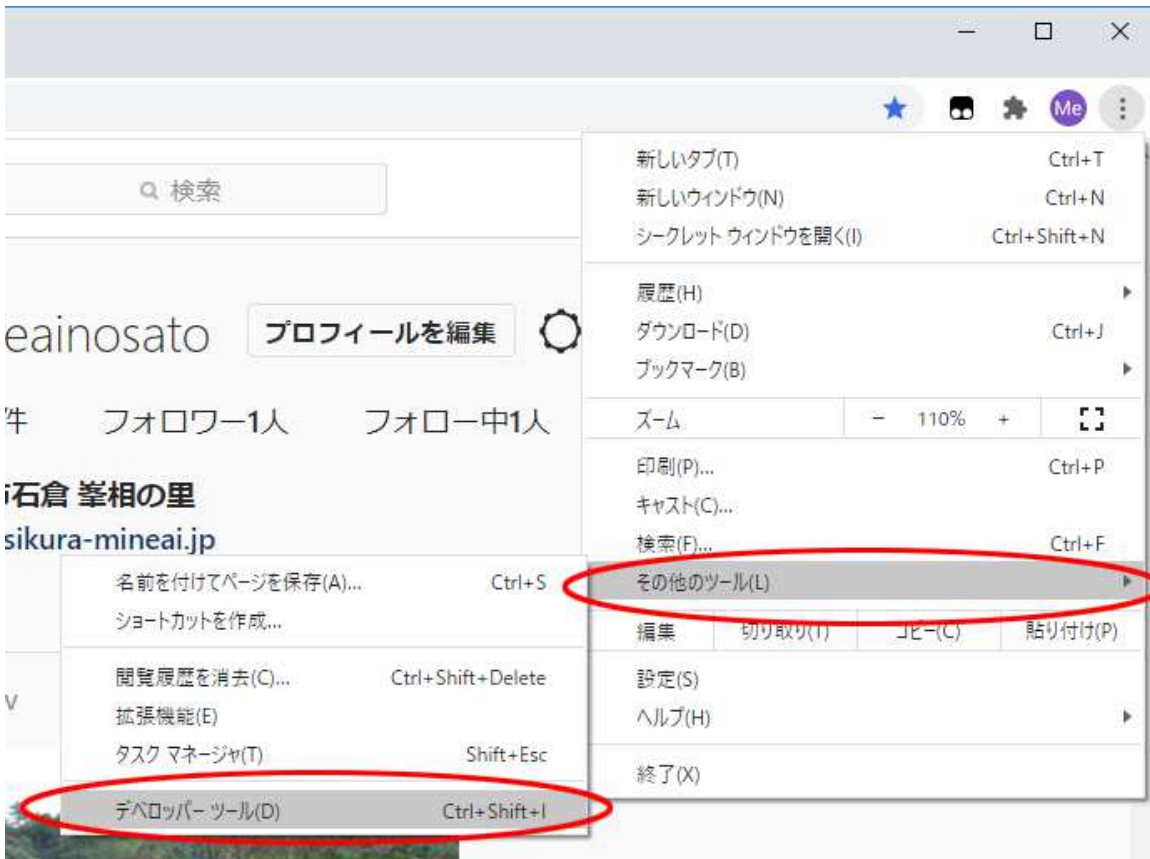 Me
新しいタブ(T) Ctrl+T
新しいウィンドウ(N) Ctrl+N
シークレット ウィンドウを開く(I) Ctrl+Shift+N
履歴(H)
ダウンロード(D) Ctrl+J
ブックマーク(B)
ズーム － 110% ＋
印刷(P)... Ctrl+P
キャスト(C)...
検索(F)... Ctrl+F
その他のツール(L)
編集 切り取り(T) コピー(C) 貼り付け(P)
設定(S)
ヘルプ(H)
終了(X)
検索
eainosato プロフィールを編集
件 フォロワー1人 フォロー中1人
石倉 峯相の里
sikura-mineai.jp
名前を付けてページを保存(A)... Ctrl+S
ショートカットを作成...
閲覧履歴を消去(C)... Ctrl+Shift+Delete
拡張機能(E)
タスク マネージャ(T) Shift+Esc
デベロッパー ツール(D) Ctrl+Shift+I